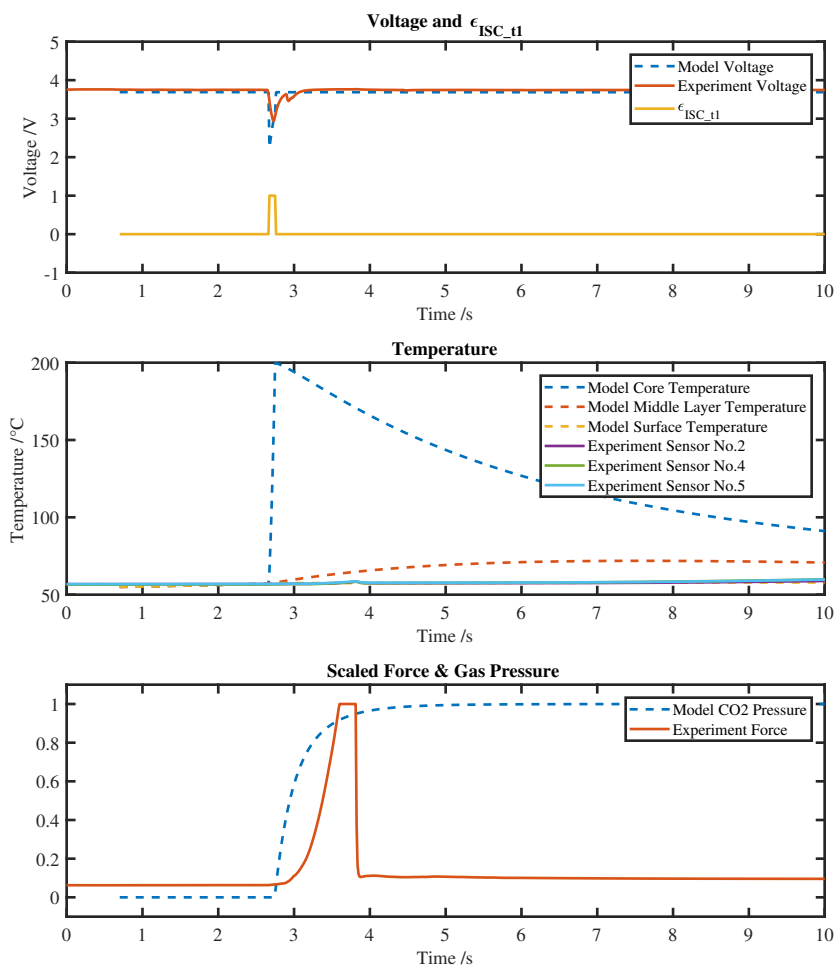 Voltage and ϵISC_t1
5
4
3
2
1
0
-1
Voltage /V
Model Voltage
Experiment Voltage
ϵISC_t1
0 1 2 3 4 5 6 7 8 9 10
Time /s
Temperature
200
150
100
50
Temperature /°C
Model Core Temperature
Model Middle Layer Temperature
Model Surface Temperature
Experiment Sensor No.2
Experiment Sensor No.4
Experiment Sensor No.5
0 1 2 3 4 5 6 7 8 9 10
Time /s
Scaled Force & Gas Pressure
1
0.8
0.6
0.4
0.2
0
Model CO2 Pressure
Experiment Force
0 1 2 3 4 5 6 7 8 9 10
Time /s